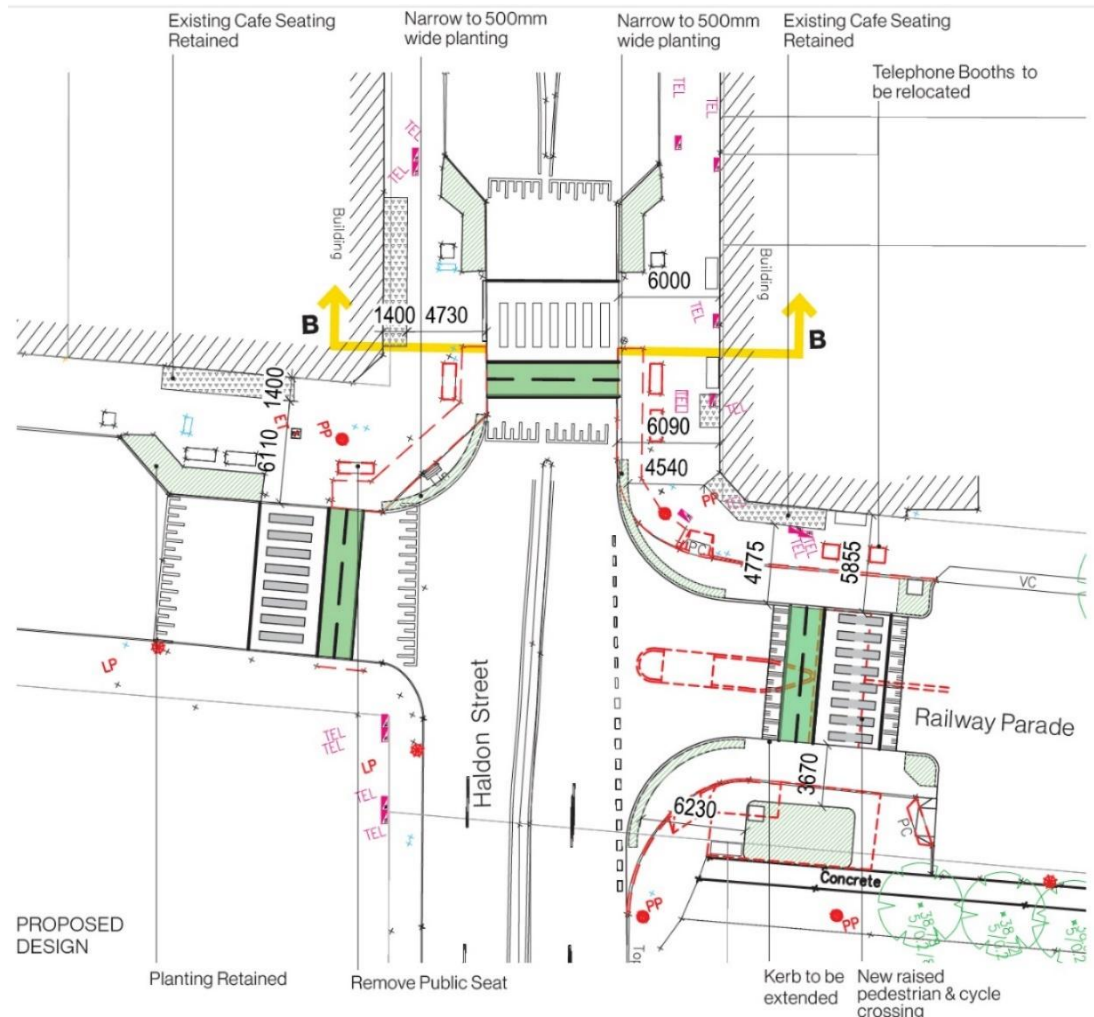 Existing Cafe Seating
Retained
Narrow to 500mm
wide planting
Narrow to 500mm
wide planting
Existing Cafe Seating
Retained
Telephone Booths to
be relocated
TEL
TEL
TEL
TEL
Building
Building
6000
TEL
1400
4730
B
B
1400
6110
PP
TEL
6090
4540
PP
TEL
TEL
4775
5855
VC
LP
TEL
TEL
LP
TEL
TEL
Haldon Street
Railway Parade
3670
6230
PC
Concrete
PP
PP
PROPOSED
DESIGN
Planting Retained
Remove Public Seat
Kerb to be
extended
New raised
pedestrian & cycle
crossing